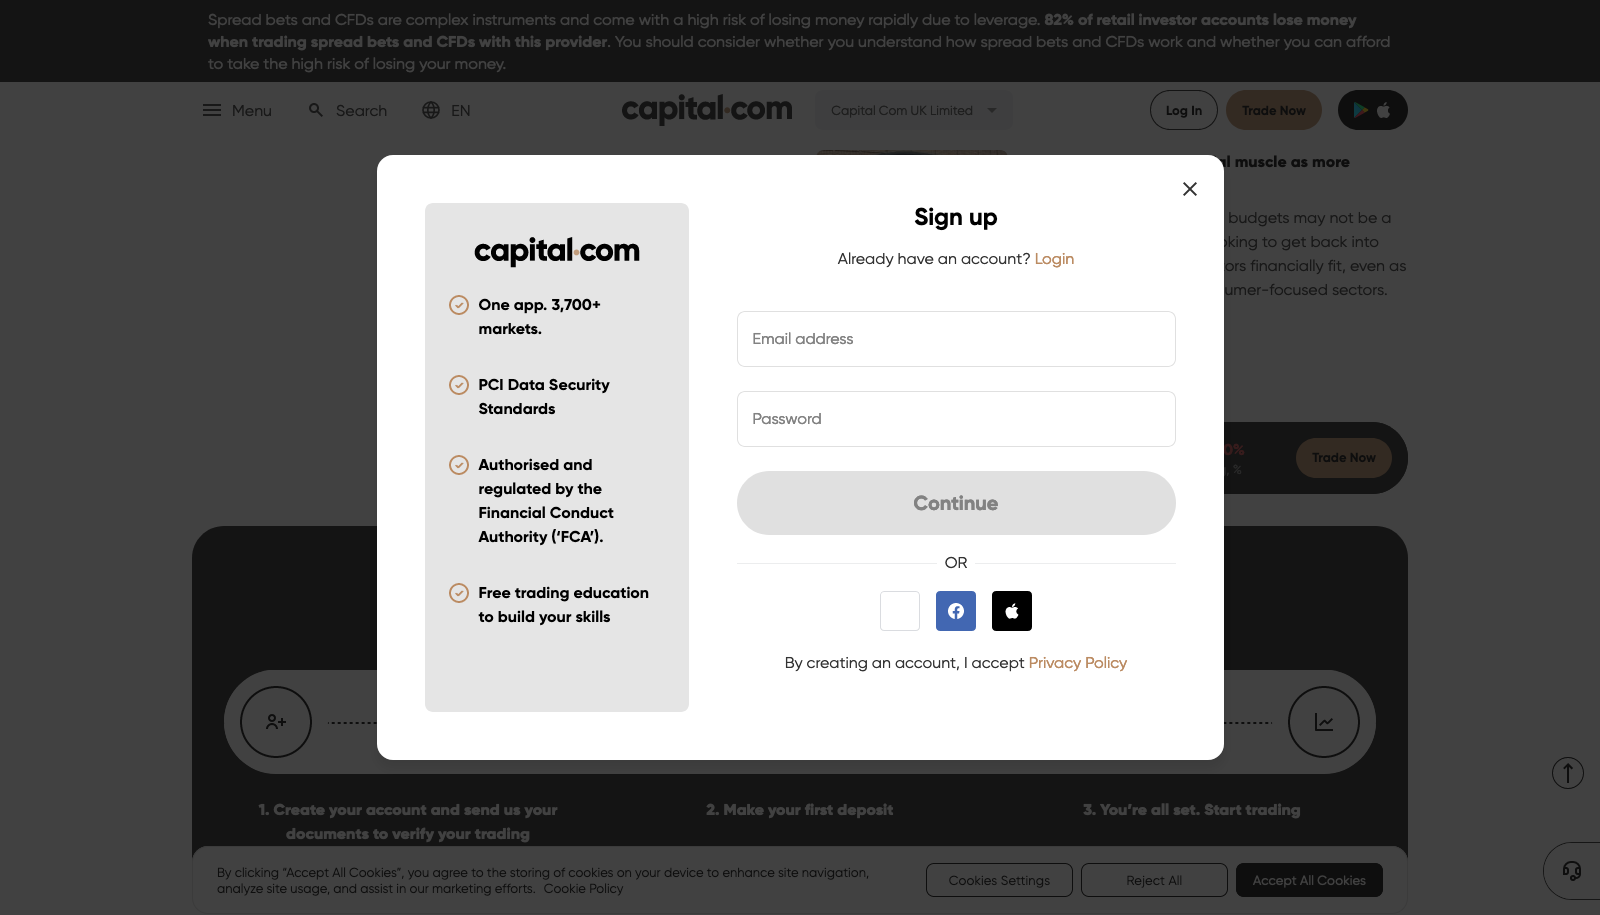 Spread bets and CFDs are complex instruments and come with a high risk of losing money rapidly due to leverage. 82% of retail investor accounts lose money
when trading spread bets and CFDs with this provider. You should consider whether you understand how spread bets and CFDs work and whether you can afford
to take the high risk of losing your money.
Menu Search EN capital.com Capital Com UK Limited Log In Trade Now
muscle as more
budgets may not be a
to get back into
financially fit, even as
sectors.
Trade Now
Sign up
Already have an account? Login
Email address
Password
Continue
OR
By creating an account, I accept Privacy Policy
capital.com
One app. 3,700+
markets.
PCI Data Security
Standards
Authorised and
regulated by the
Financial Conduct
Authority (‘FCA’).
Free trading education
to build your skills
1. Create your account and send us your
documents to verify your trading
2. Make your first deposit
3. You’re all set. Start trading
By clicking “Accept All Cookies”, you agree to the storing of cookies on your device to enhance site navigation,
analyze site usage, and assist in our marketing efforts. Cookie Policy
Cookies Settings
Reject All
Accept All Cookies